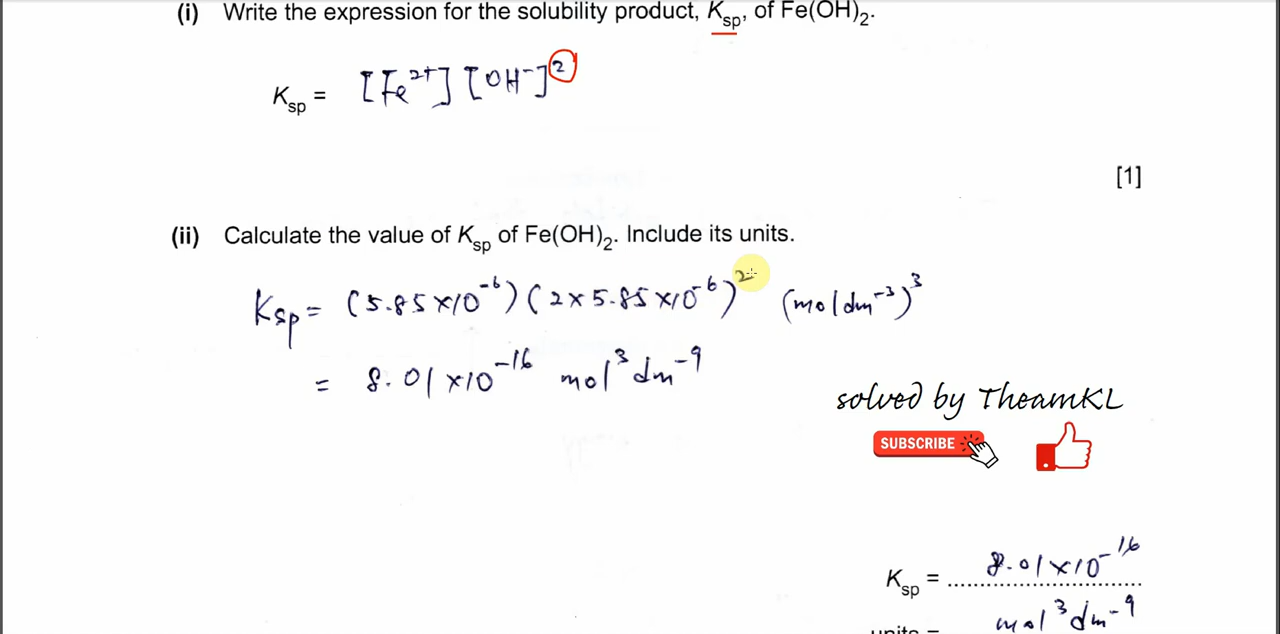 (i) Write the expression for the solubility product, Ksp, of Fe(OH)₂.
Ksp = [Fe²⁺] [OH⁻]²
[1]
(ii) Calculate the value of Ksp of Fe(OH)₂. Include its units.
Ksp = (5.85×10⁻⁶)(2×5.85×10⁻⁶)² (mol dm⁻³)³
= 8.01×10⁻¹⁶ mol³ dm⁻⁹
solved by TheamKL
SUBSCRIBE
Ksp = 8.01×10⁻¹⁶
units = mol³ dm⁻⁹